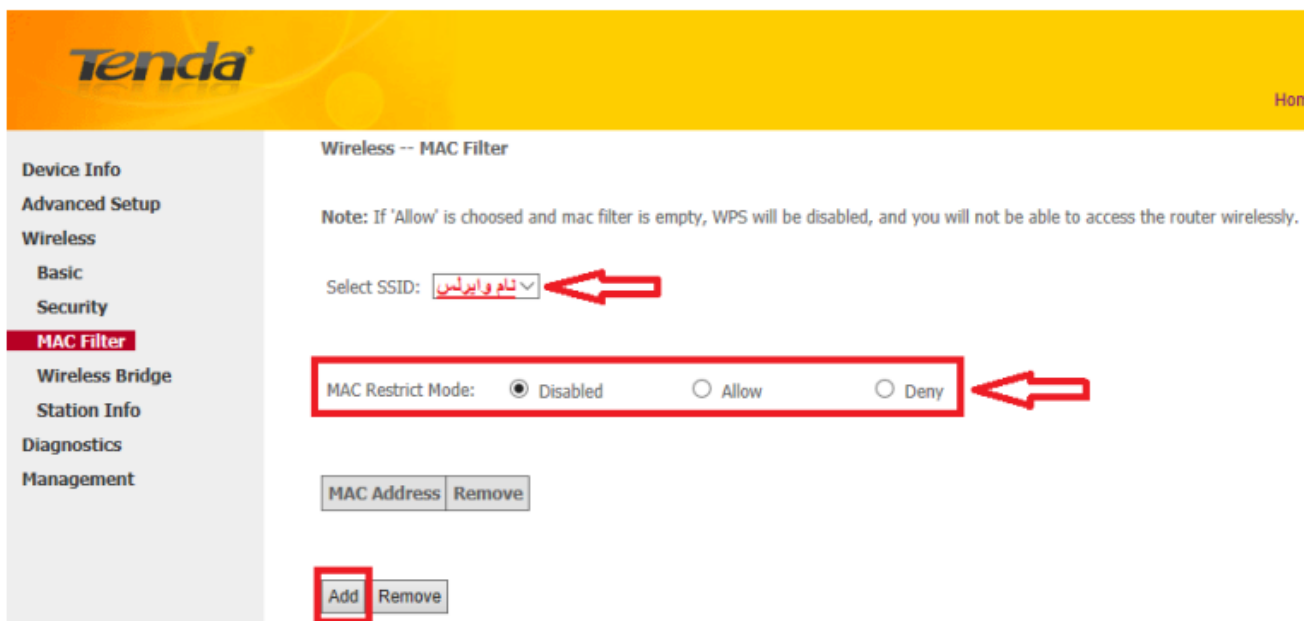 Tenda®
Hom
Device Info
Advanced Setup
Wireless
Basic
Security
MAC Filter
Wireless Bridge
Station Info
Diagnostics
Management
Wireless -- MAC Filter
Note: If 'Allow' is choosed and mac filter is empty, WPS will be disabled, and you will not be able to access the router wirelessly.
Select SSID: نام وایرلس
MAC Restrict Mode: Disabled Allow Deny
MAC Address Remove
Add Remove